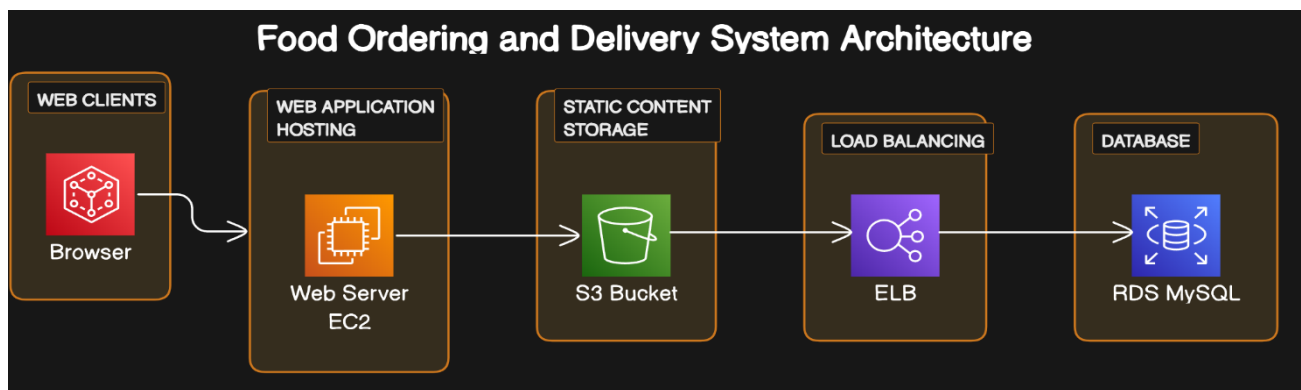 Food Ordering and Delivery System Architecture
WEB CLIENTS
Browser
WEB APPLICATION
HOSTING
Web Server
EC2
STATIC CONTENT
STORAGE
S3 Bucket
LOAD BALANCING
ELB
DATABASE
RDS MySQL